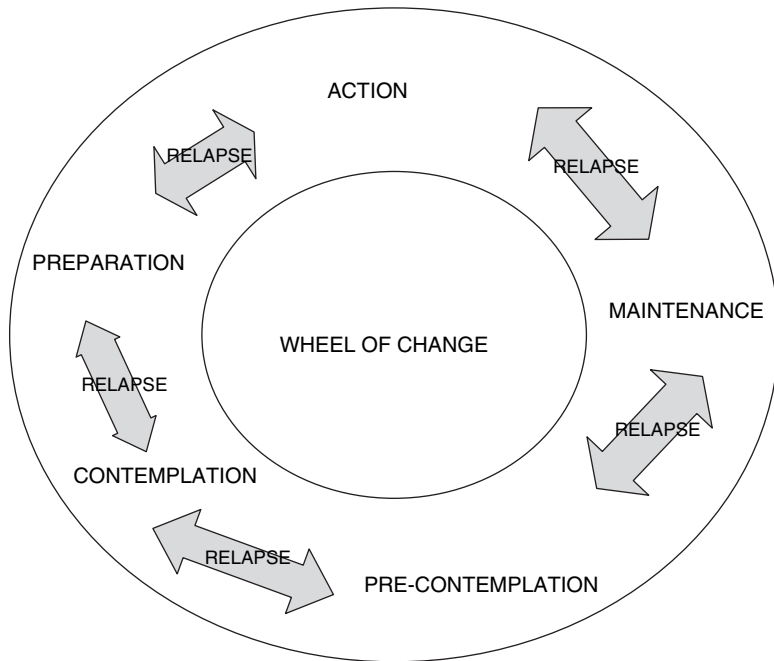 ACTION
RELAPSE
RELAPSE
PREPARATION
MAINTENANCE
WHEEL OF CHANGE
RELAPSE
RELAPSE
CONTEMPLATION
RELAPSE
PRE-CONTEMPLATION